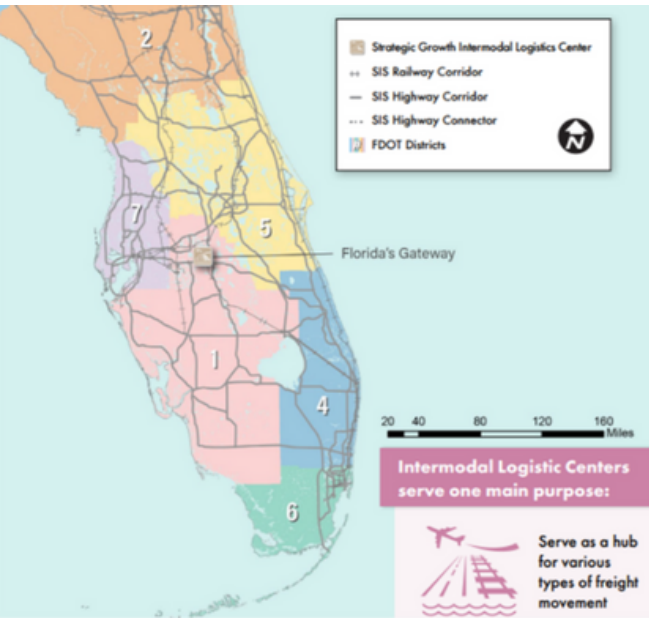 2
Strategic Growth Intermodal Logistics Center
SIS Railway Corridor
SIS Highway Corridor
SIS Highway Connector
FDOT Districts
N
7
5
Florida's Gateway
1
4
20 40 80 120 160
Miles
Intermodal Logistic Centers
serve one main purpose:
6
Serve as a hub
for various
types of freight
movement